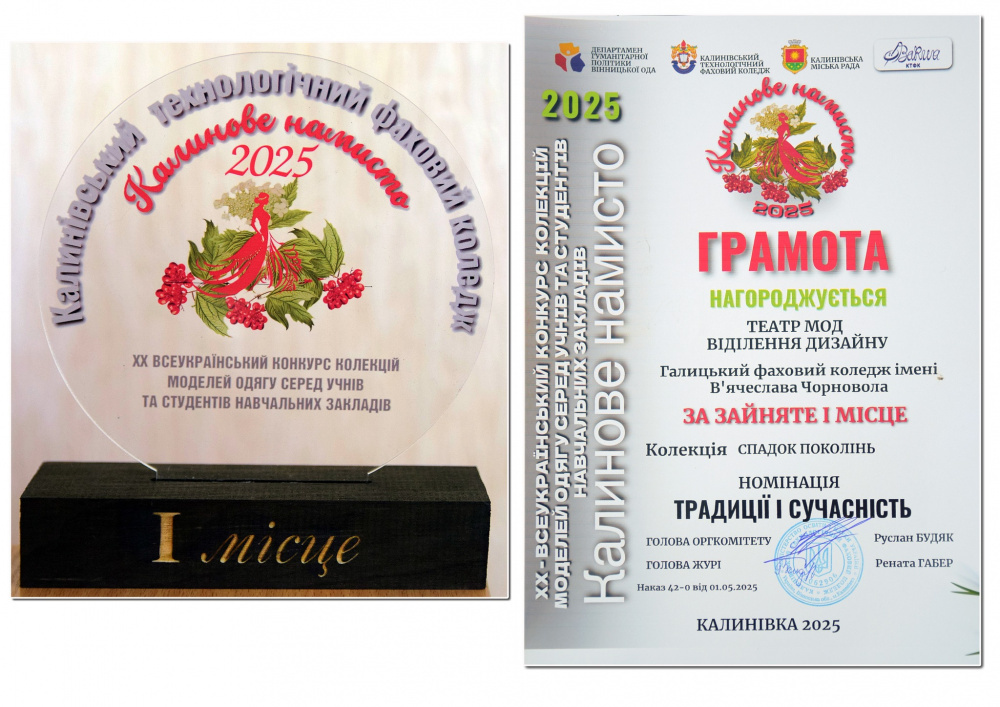 Калинівський технологічний фаховий коледж
Калинове намисто
2025
XX ВСЕУКРАЇНСЬКИЙ КОНКУРС КОЛЕКЦІЙ
МОДЕЛЕЙ ОДЯГУ СЕРЕД УЧНІВ
ТА СТУДЕНТІВ НАВЧАЛЬНИХ ЗАКЛАДІВ
I місце
ДЕПАРТАМЕН
ГУМАНІТАРНОЇ
ПОЛІТИКИ
ВІННИЦЬКОЇ ОДА
КАЛИНІВСЬКИЙ
ТЕХНОЛОГІЧНИЙ
ФАХОВИЙ КОЛЕДЖ
КАЛИНІВСЬКА
МІСЬКА РАДА
КТФК
2025
XX - ВСЕУКРАЇНСЬКИЙ КОНКУРС КОЛЕКЦІЙ
МОДЕЛЕЙ ОДЯГУ СЕРЕД УЧНІВ ТА СТУДЕНТІВ
НАВЧАЛЬНИХ ЗАКЛАДІВ
Калинове намисто
Калинове намисто
2025
ГРАМОТА
НАГОРОДЖУЄТЬСЯ
ТЕАТР МОД
ВІДІЛЕННЯ ДИЗАЙНУ
Галицький фаховий коледж імені
В'ячеслава Чорновола
ЗА ЗАЙНЯТЕ І МІСЦЕ
Колекція СПАДОК ПОКОЛІНЬ
НОМІНАЦІЯ
ТРАДИЦІЇ І СУЧАСНІСТЬ
ГОЛОВА ОРГКОМІТЕТУ Руслан БУДЯК
ГОЛОВА ЖУРІ Рената ГАБЕР
Наказ 42-0 від 01.05.2025
КАЛИНІВКА 2025